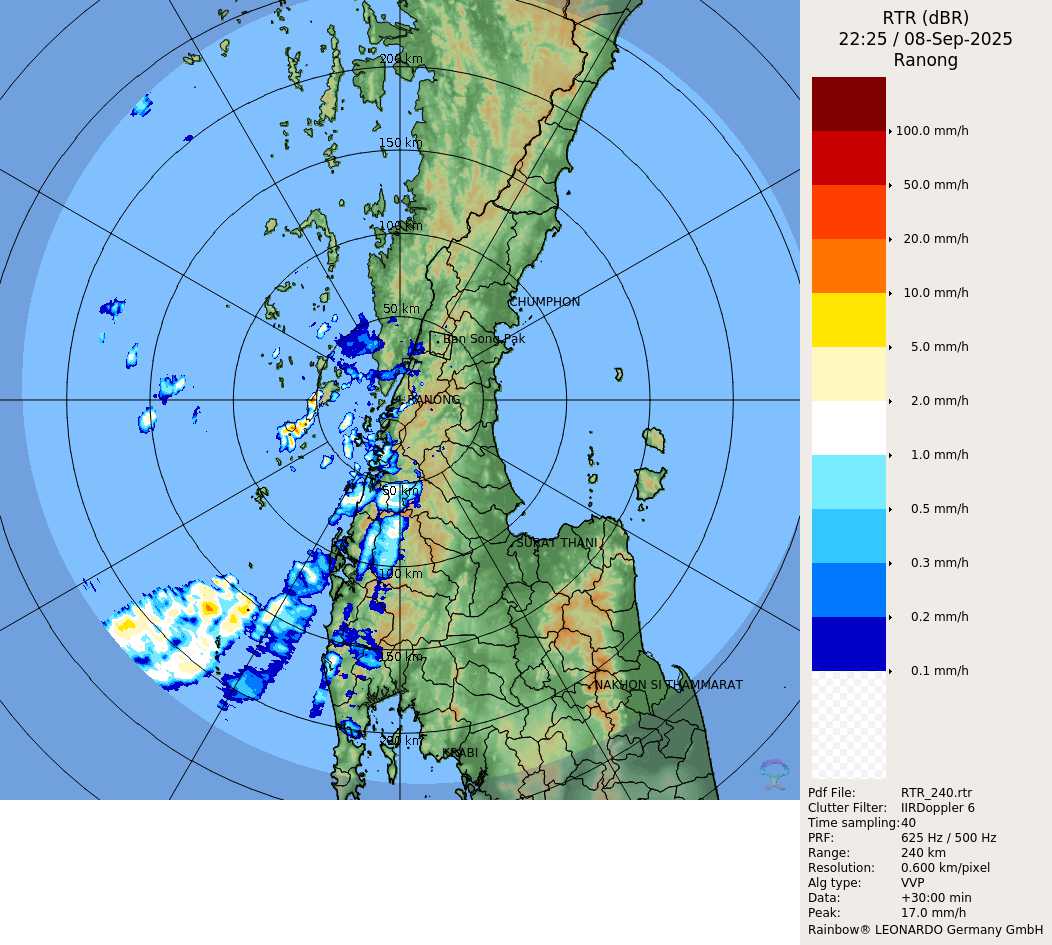 RTR (dBR)
22:25 / 08-Sep-2025
Ranong
200 km
150 km
100 km
50 km
CHUMPHON
Ban Song Pak
RANONG
50 km
SURAT THANI
100 km
150 km
NAKHON SI THAMMARAT
200 km
KRABI
100.0 mm/h
50.0 mm/h
20.0 mm/h
10.0 mm/h
5.0 mm/h
2.0 mm/h
1.0 mm/h
0.5 mm/h
0.3 mm/h
0.2 mm/h
0.1 mm/h
Pdf File: RTR_240.rtr
Clutter Filter: IIRDoppler 6
Time sampling: 40
PRF: 625 Hz / 500 Hz
Range: 240 km
Resolution: 0.600 km/pixel
Alg type: VVP
Data: +30:00 min
Peak: 17.0 mm/h
Rainbow® LEONARDO Germany GmbH